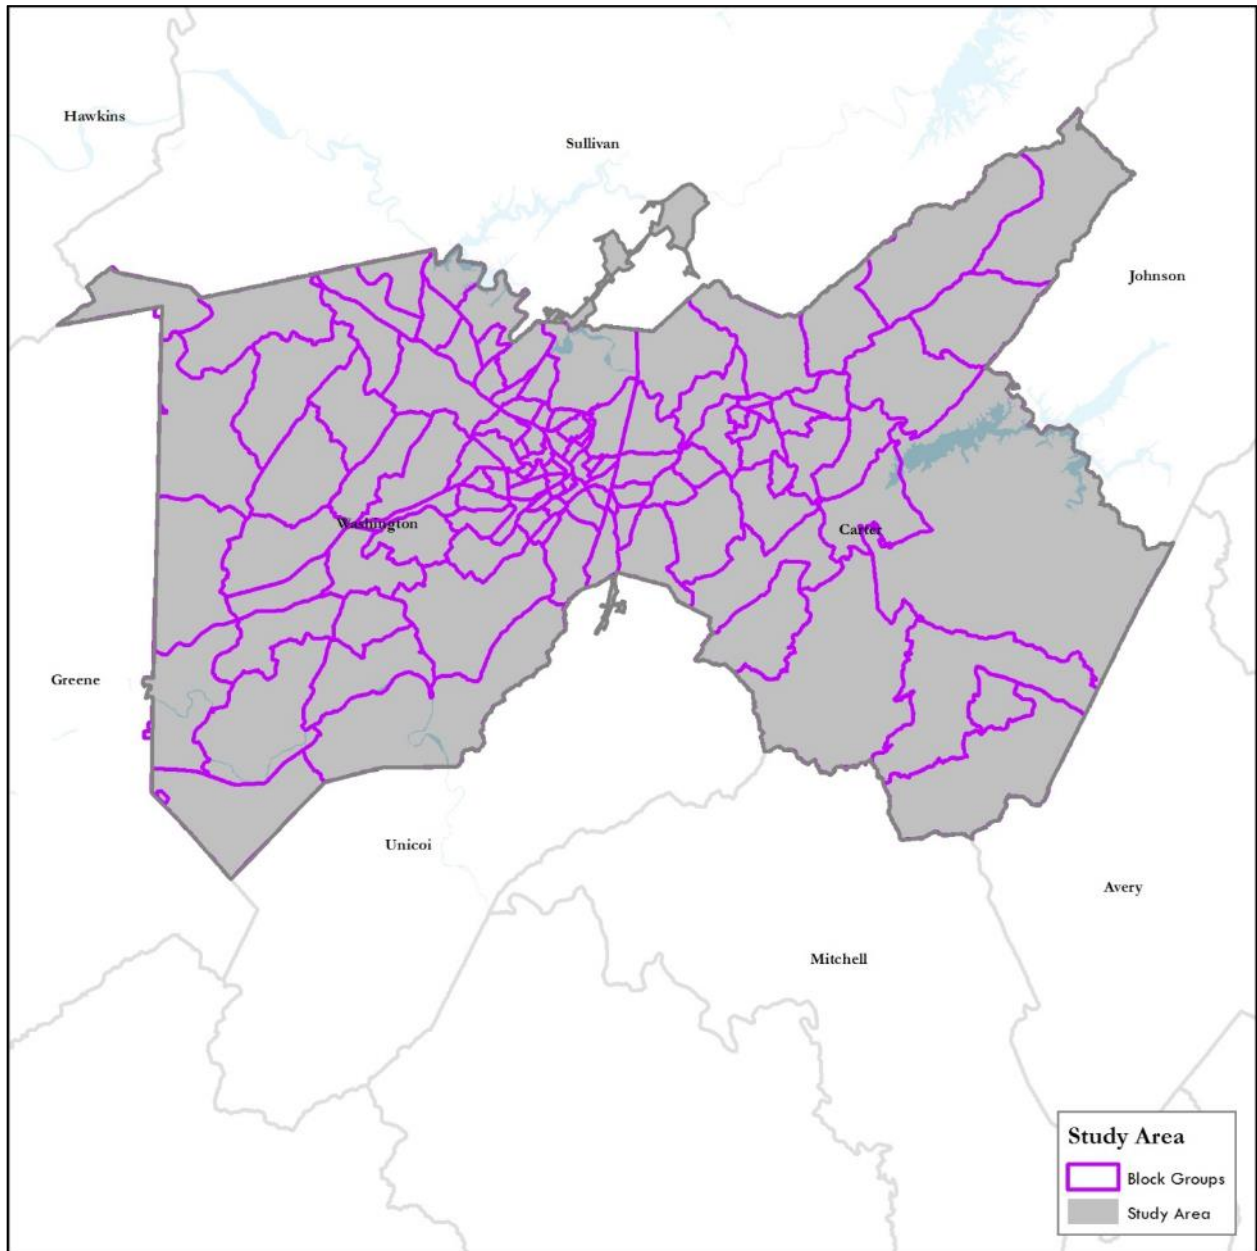 Hawkins
Sullivan
Johnson
Washington
Carter
Greene
Unicoi
Avery
Mitchell
Study Area
Block Groups
Study Area